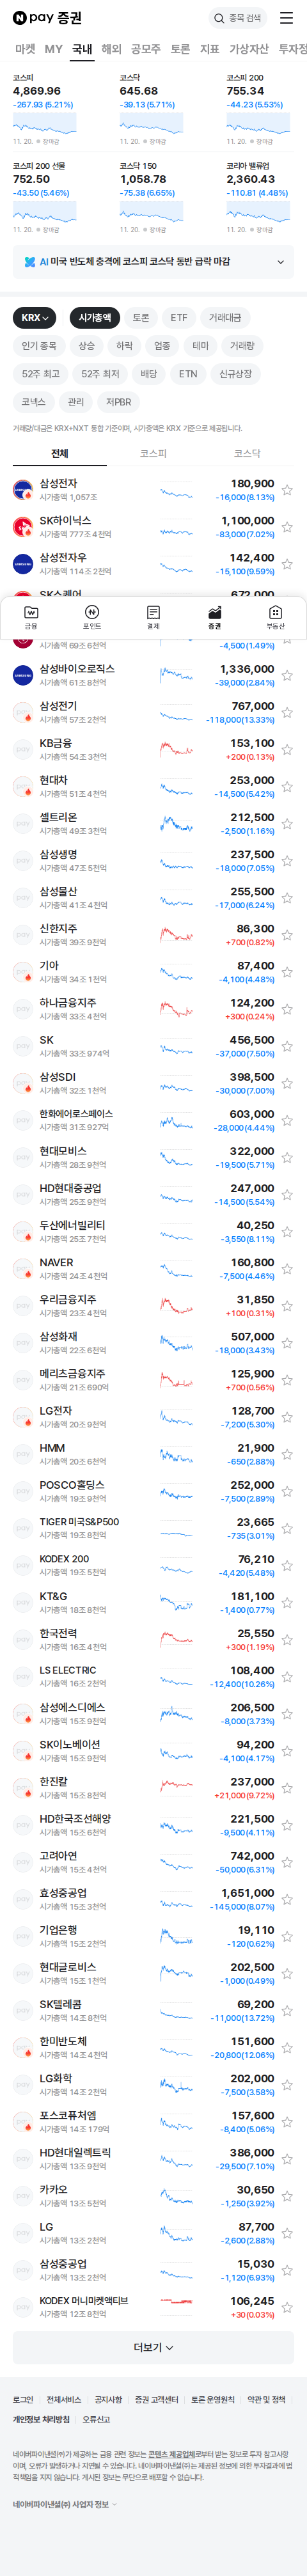 N pay 증권
종목 검색
마켓 MY 국내 해외 공모주 토론 지표 가상자산 투자정
코스피 코스닥 코스피 200
4,869.96 645.68 755.34
-267.93 (5.21%) -39.13 (5.71%) -44.23 (5.53%)
11. 20. 장마감 11. 20. 장마감 11. 20. 장마감
코스피 200 선물 코스닥 150 코리아 밸류업
752.50 1,058.78 2,360.43
-43.50 (5.46%) -75.38 (6.65%) -110.81 (4.48%)
11. 20. 장마감 11. 20. 장마감 11. 20. 장마감
AI 미국 반도체 충격에 코스피 코스닥 동반 급락 마감
KRX 시가총액 토론 ETF 거래대금
인기 종목 상승 하락 업종 테마 거래량
52주 최고 52주 최저 배당 ETN 신규상장
코넥스 관리 저PBR
거래량/대금은 KRX+NXT 통합 기준이며, 시가총액은 KRX 기준으로 제공됩니다.
전체 코스피 코스닥
삼성전자 180,900
시가총액 1,057조 -16,000(8.13%)
SK하이닉스 1,100,000
시가총액 777조 4천억 -83,000(7.02%)
삼성전자우 142,400
시가총액 114조 2천억 -15,100(9.59%)
SK스퀘어 672,000
금융 포인트 결제 증권 부동산
시가총액 69조 6천억 -4,500(1.49%)
삼성바이오로직스 1,336,000
시가총액 61조 8천억 -39,000(2.84%)
삼성전기 767,000
시가총액 57조 2천억 -118,000(13.33%)
KB금융 153,100
시가총액 54조 3천억 +200(0.13%)
현대차 253,000
시가총액 51조 4천억 -14,500(5.42%)
셀트리온 212,500
시가총액 49조 3천억 -2,500(1.16%)
삼성생명 237,500
시가총액 47조 5천억 -18,000(7.05%)
삼성물산 255,500
시가총액 41조 4천억 -17,000(6.24%)
신한지주 86,300
시가총액 39조 9천억 +700(0.82%)
기아 87,400
시가총액 34조 1천억 -4,100(4.48%)
하나금융지주 124,200
시가총액 33조 4천억 +300(0.24%)
SK 456,500
시가총액 33조 974억 -37,000(7.50%)
삼성SDI 398,500
시가총액 32조 1천억 -30,000(7.00%)
한화에어로스페이스 603,000
시가총액 31조 927억 -28,000(4.44%)
현대모비스 322,000
시가총액 28조 9천억 -19,500(5.71%)
HD현대중공업 247,000
시가총액 25조 9천억 -14,500(5.54%)
두산에너빌리티 40,250
시가총액 25조 7천억 -3,550(8.11%)
NAVER 160,800
시가총액 24조 4천억 -7,500(4.46%)
우리금융지주 31,850
시가총액 23조 4천억 +100(0.31%)
삼성화재 507,000
시가총액 22조 6천억 -18,000(3.43%)
메리츠금융지주 125,900
시가총액 21조 690억 +700(0.56%)
LG전자 128,700
시가총액 20조 9천억 -7,200(5.30%)
HMM 21,900
시가총액 20조 6천억 -650(2.88%)
POSCO홀딩스 252,000
시가총액 19조 9천억 -7,500(2.89%)
TIGER 미국S&P500 23,665
시가총액 19조 8천억 -735(3.01%)
KODEX 200 76,210
시가총액 19조 5천억 -4,420(5.48%)
KT&G 181,100
시가총액 18조 8천억 -1,400(0.77%)
한국전력 25,550
시가총액 16조 4천억 +300(1.19%)
LS ELECTRIC 108,400
시가총액 16조 2천억 -12,400(10.26%)
삼성에스디에스 206,500
시가총액 15조 9천억 -8,000(3.73%)
SK이노베이션 94,200
시가총액 15조 9천억 -4,100(4.17%)
한진칼 237,000
시가총액 15조 8천억 +21,000(9.72%)
HD한국조선해양 221,500
시가총액 15조 6천억 -9,500(4.11%)
고려아연 742,000
시가총액 15조 4천억 -50,000(6.31%)
효성중공업 1,651,000
시가총액 15조 3천억 -145,000(8.07%)
기업은행 19,110
시가총액 15조 2천억 -120(0.62%)
현대글로비스 202,500
시가총액 15조 1천억 -1,000(0.49%)
SK텔레콤 69,200
시가총액 14조 8천억 -11,000(13.72%)
한미반도체 151,600
시가총액 14조 4천억 -20,800(12.06%)
LG화학 202,000
시가총액 14조 2천억 -7,500(3.58%)
포스코퓨처엠 157,600
시가총액 14조 179억 -8,400(5.06%)
HD현대일렉트릭 386,000
시가총액 13조 9천억 -29,500(7.10%)
카카오 30,650
시가총액 13조 5천억 -1,250(3.92%)
LG 87,700
시가총액 13조 2천억 -2,600(2.88%)
삼성중공업 15,030
시가총액 13조 2천억 -1,120(6.93%)
KODEX 머니마켓액티브 106,245
시가총액 12조 8천억 +30(0.03%)
더보기
로그인 전체서비스 공지사항 증권 고객센터 토론 운영원칙 약관 및 정책
개인정보 처리방침 오류신고
네이버파이낸셜㈜가 제공하는 금융 관련 정보는 콘텐츠 제공업체로부터 받는 정보로 투자 참고사항
이며, 오류가 발생하거나 지연될 수 있습니다. 네이버파이낸셜㈜는 제공된 정보에 의한 투자결과에 법
적책임을 지지 않습니다. 게시된 정보는 무단으로 배포할 수 없습니다.
네이버파이낸셜㈜ 사업자 정보